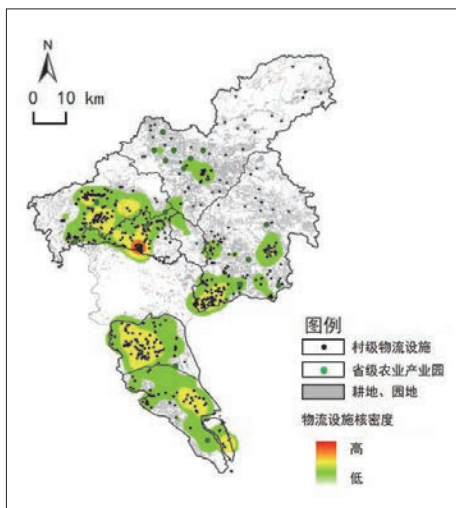 N
0 10 km
图例
村级物流设施
省级农业产业园
耕地、园地
物流设施核密度
高
低